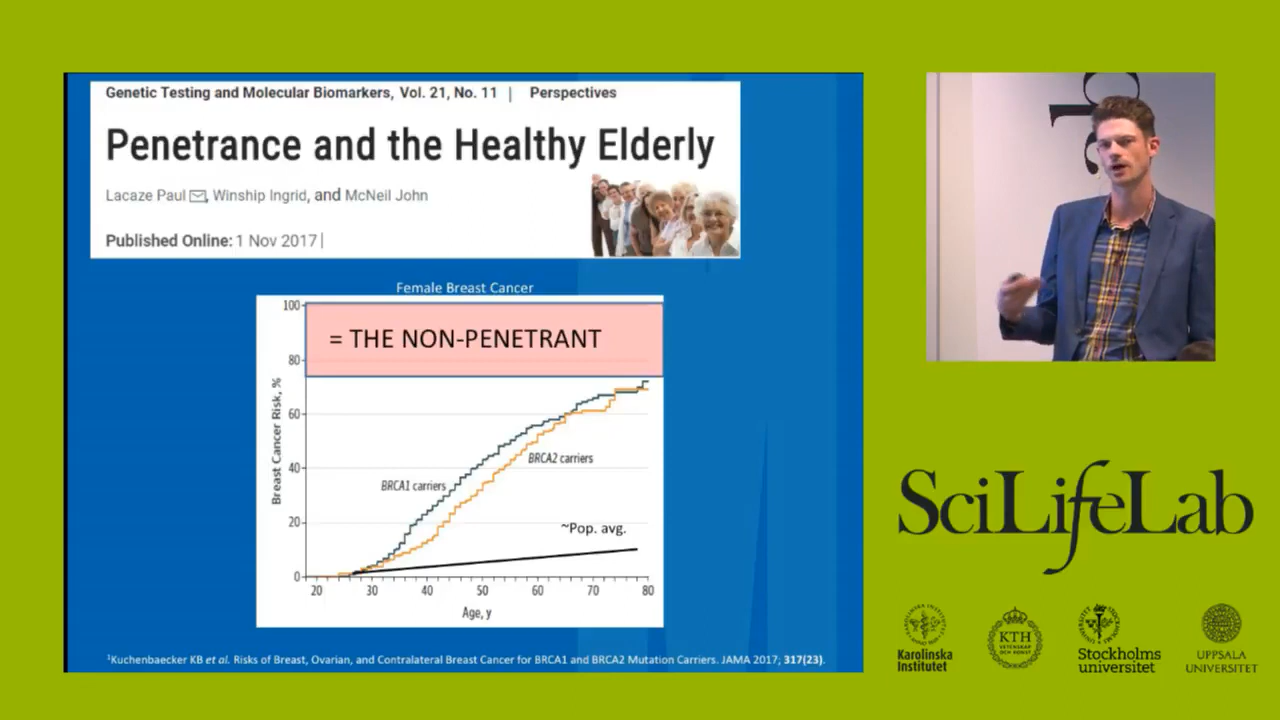 Genetic Testing and Molecular Biomarkers, Vol. 21, No. 11 | Perspectives
Penetrance and the Healthy Elderly
Lacaze Paul, Winship Ingrid, and McNeil John
Published Online: 1 Nov 2017
Female Breast Cancer
= THE NON-PENETRANT
Breast Cancer Risk, %
100
80
60
40
20
0
BRCA1 carriers
BRCA2 carriers
~Pop. avg.
20 30 40 50 60 70 80
Age, y
1Kuchenbaecker KB et al. Risks of Breast, Ovarian, and Contralateral Breast Cancer for BRCA1 and BRCA2 Mutation Carriers. JAMA 2017; 317(23).
SciLifeLab
Karolinska
Institutet
KTH
VETENSKAP
OCH KONST
Stockholms
universitet
UPPSALA
UNIVERSITET